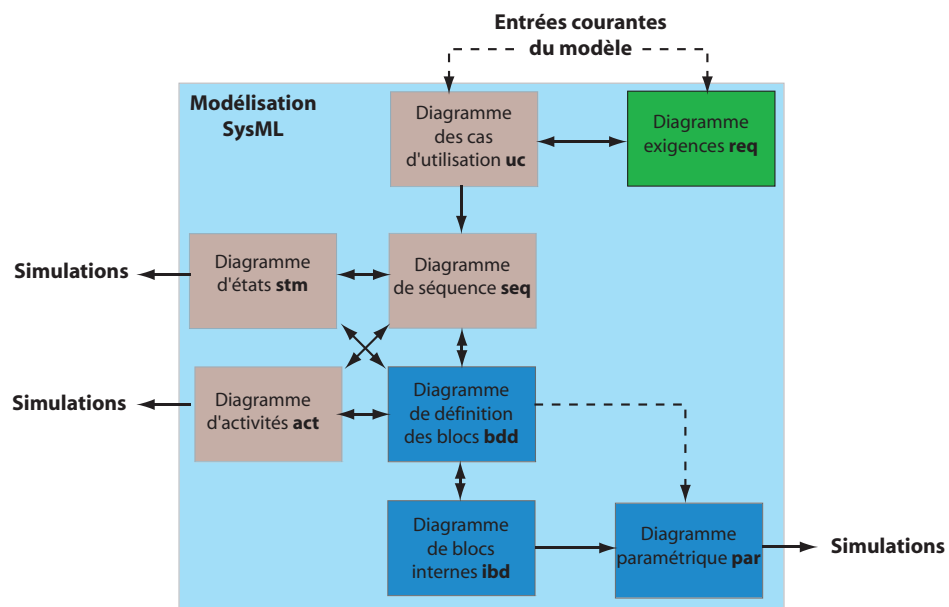 Entrées courantes
du modèle
Modélisation
SysML
Diagramme
des cas
d'utilisation uc
Diagramme
exigences req
Simulations
Diagramme
d'états stm
Diagramme
de séquence seq
Simulations
Diagramme
d'activités act
Diagramme
de définition
des blocs bdd
Diagramme
de blocs
internes ibd
Diagramme
paramétrique par
Simulations